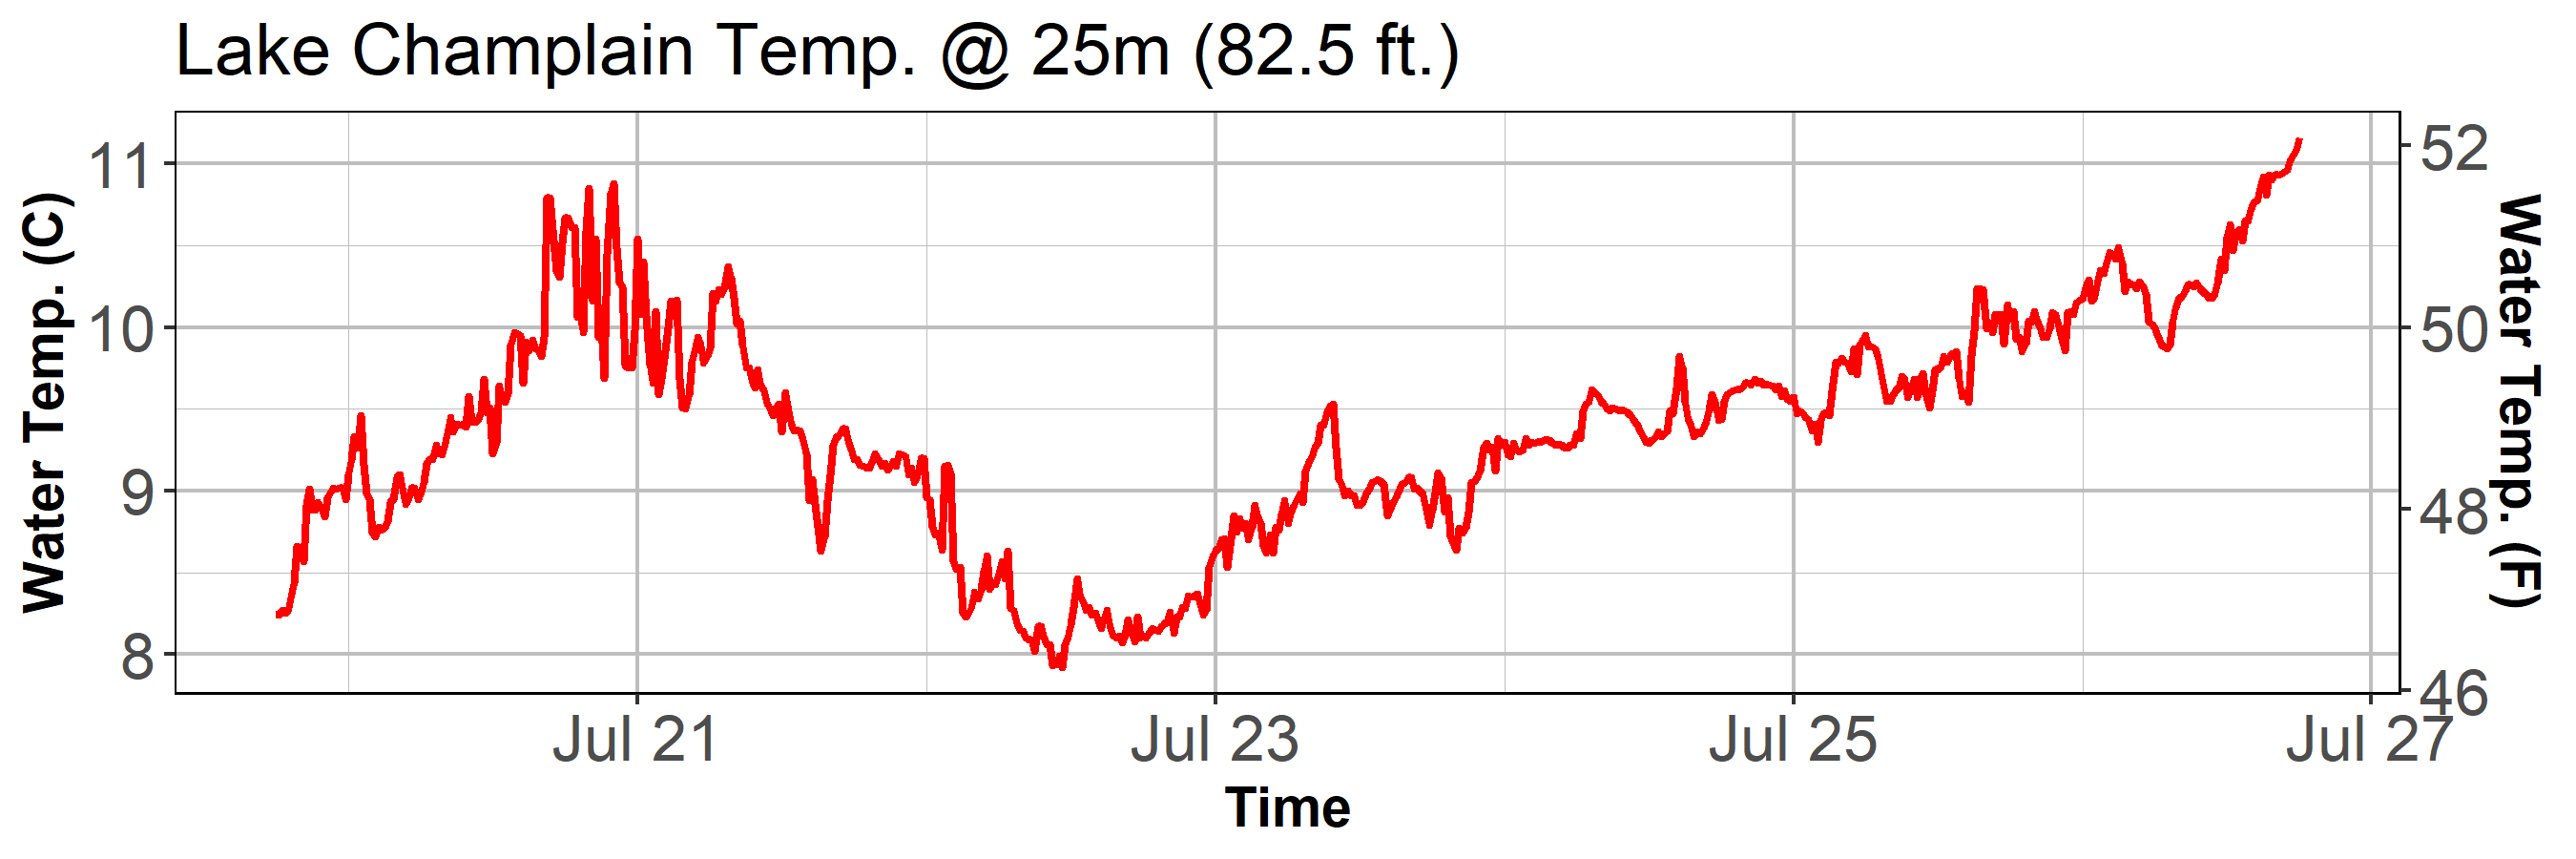 Lake Champlain Temp. @ 25m (82.5 ft.)
Water Temp. (C)
11
10
9
8
52
50
48
46
Water Temp. (F)
Jul 21 Jul 23 Jul 25 Jul 27
Time